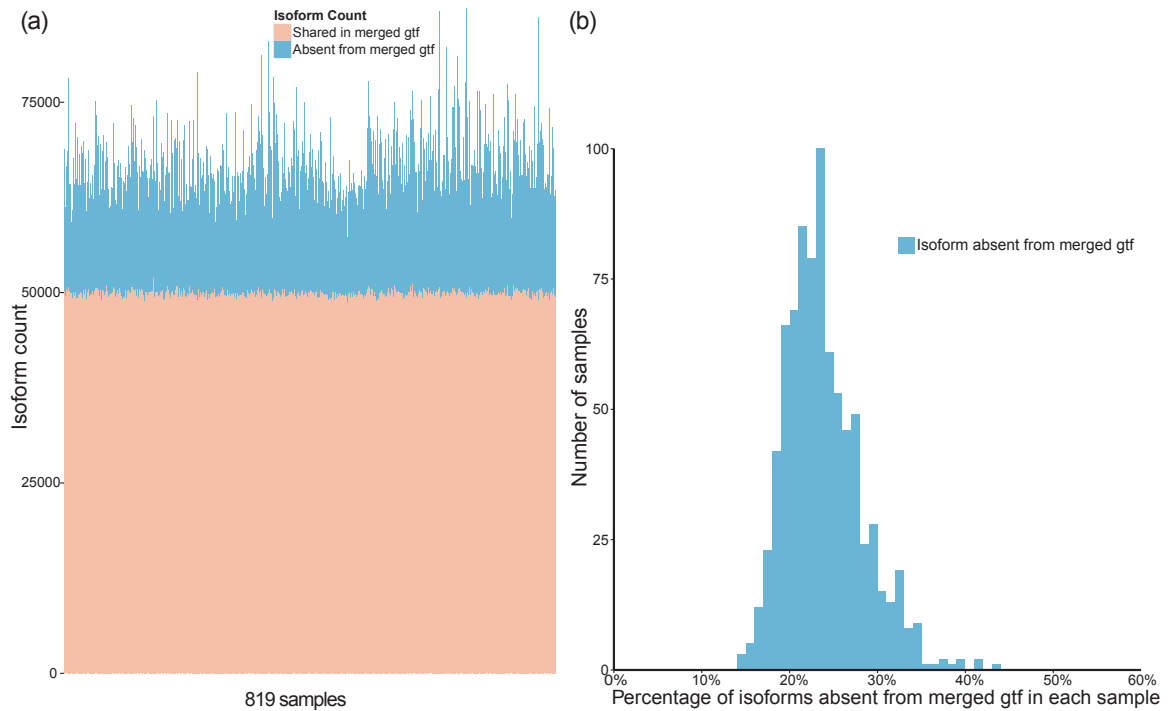 (a)
Isoform Count
Shared in merged gtf
Absent from merged gtf
75000
50000
25000
0
Isoform count
819 samples
(b)
100
75
50
25
0
Number of samples
Isoform absent from merged gtf
0% 10% 20% 30% 40% 50% 60%
Percentage of isoforms absent from merged gtf in each sample